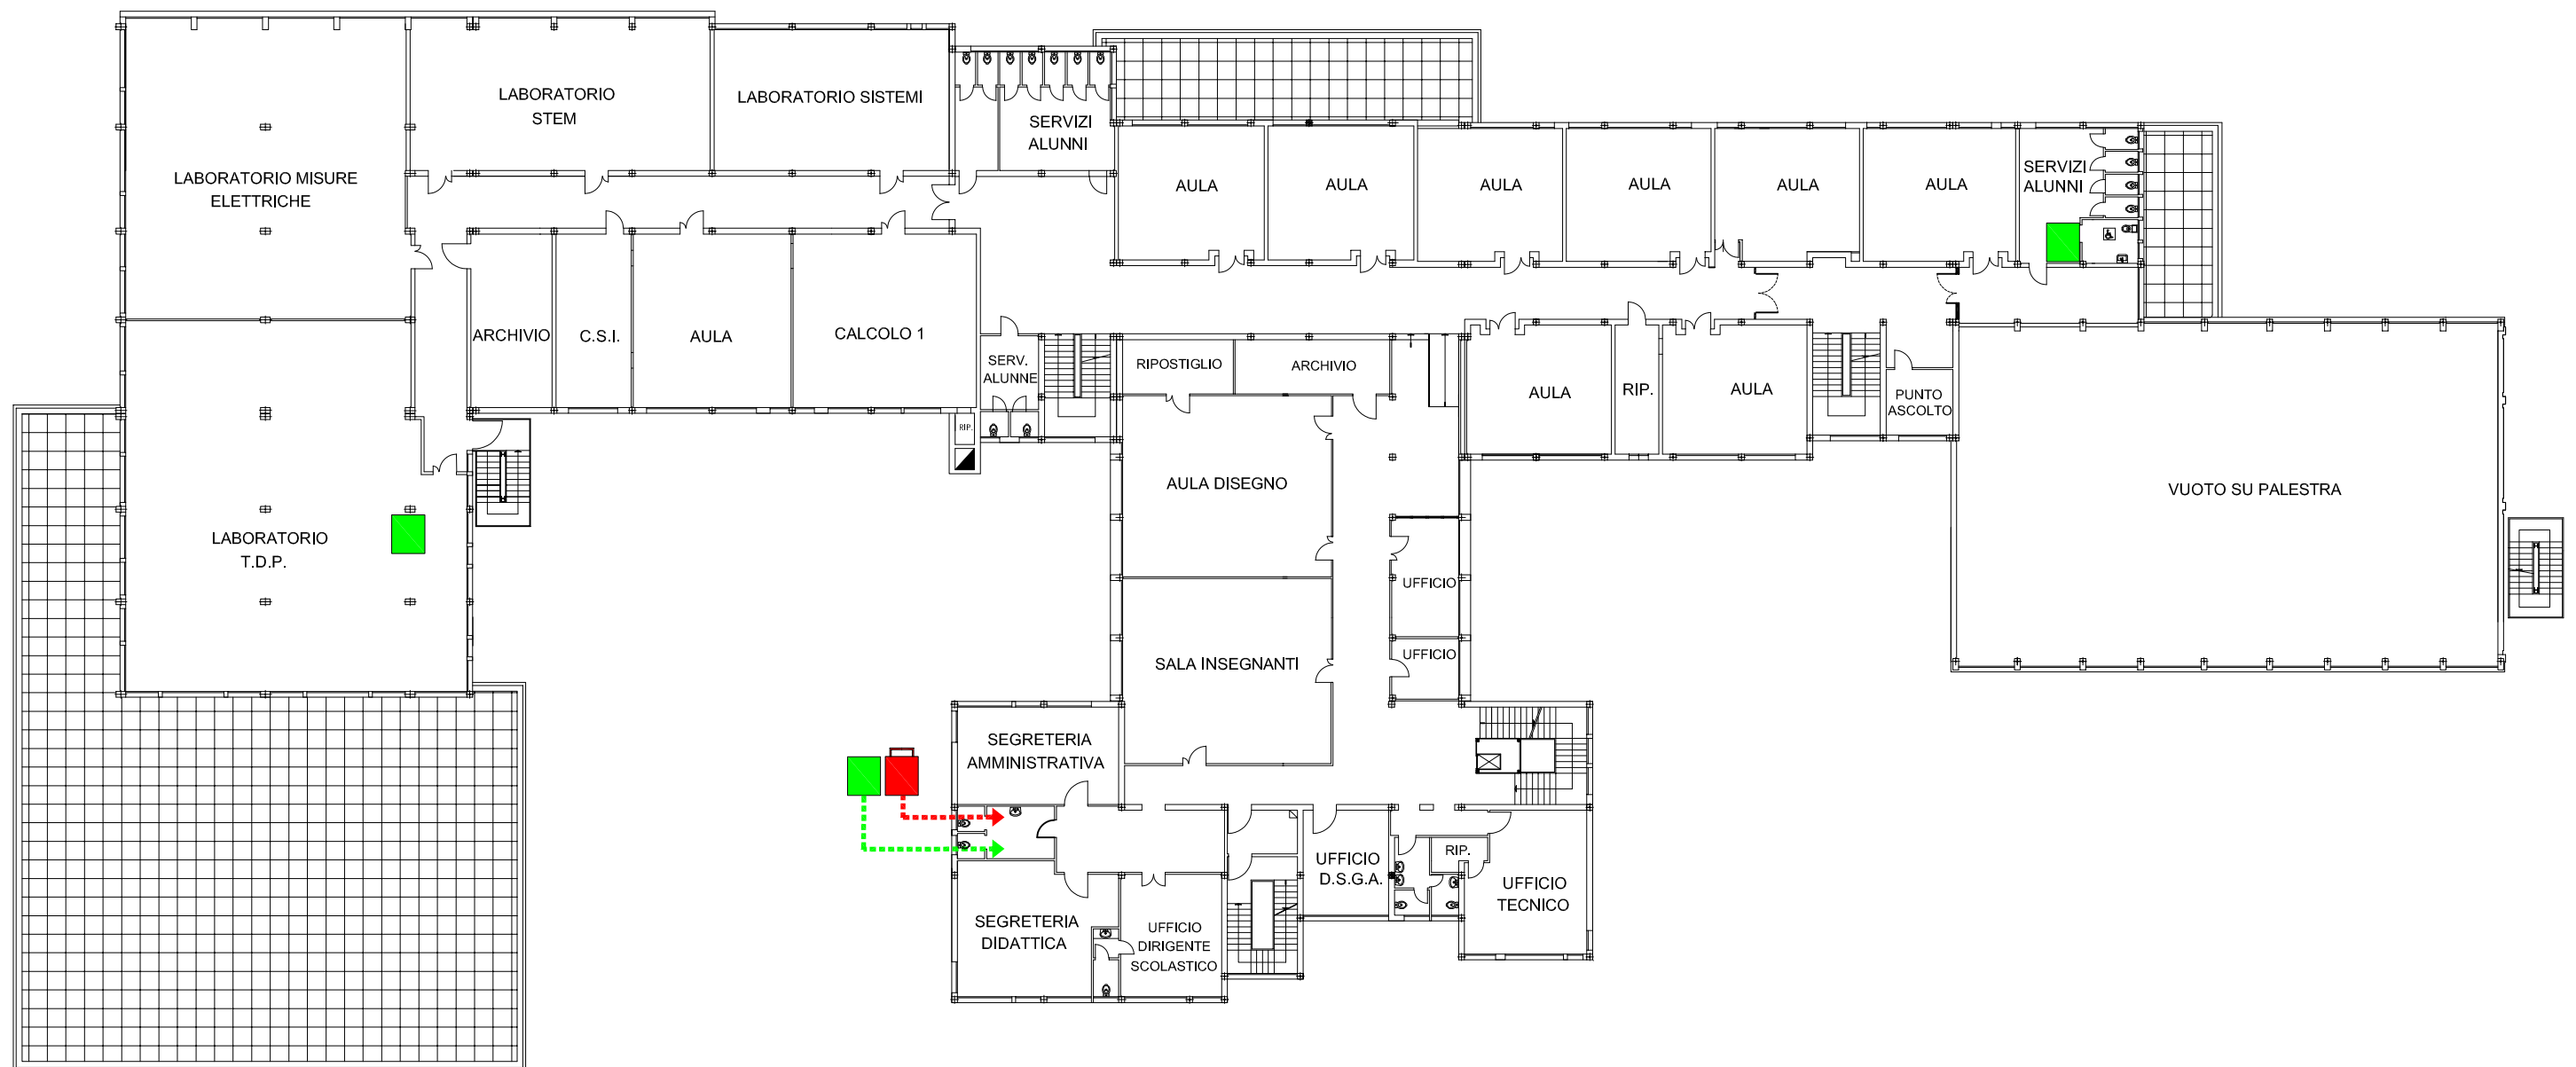 LABORATORIO
STEM
LABORATORIO SISTEMI
SERVIZI
ALUNNI
LABORATORIO MISURE
ELETTRICHE
AULA
AULA
AULA
AULA
AULA
AULA
SERVIZI
ALUNNI
ARCHIVIO
C.S.I.
AULA
CALCOLO 1
SERV.
ALUNNE
RIPOSTIGLIO
ARCHIVIO
AULA
RIP.
AULA
PUNTO
ASCOLTO
RIP.
AULA DISEGNO
VUOTO SU PALESTRA
LABORATORIO
T.D.P.
UFFICIO
UFFICIO
SALA INSEGNANTI
SEGRETERIA
AMMINISTRATIVA
UFFICIO
D.S.G.A.
RIP.
UFFICIO
TECNICO
SEGRETERIA
DIDATTICA
UFFICIO
DIRIGENTE
SCOLASTICO